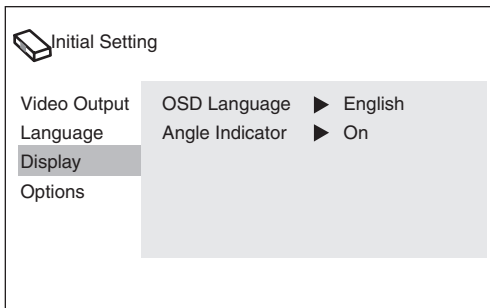 Initial Setting
Video Output
Language
Display
Options
OSD Language ▶ English
Angle Indicator ▶ On